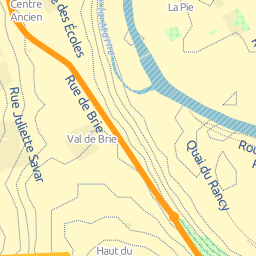 Centre
Ancien
La Pie
e des Écoles
Rue de Brie
Val de Brie
Rue Juliette Savar
Quai du Rancy
Haut du